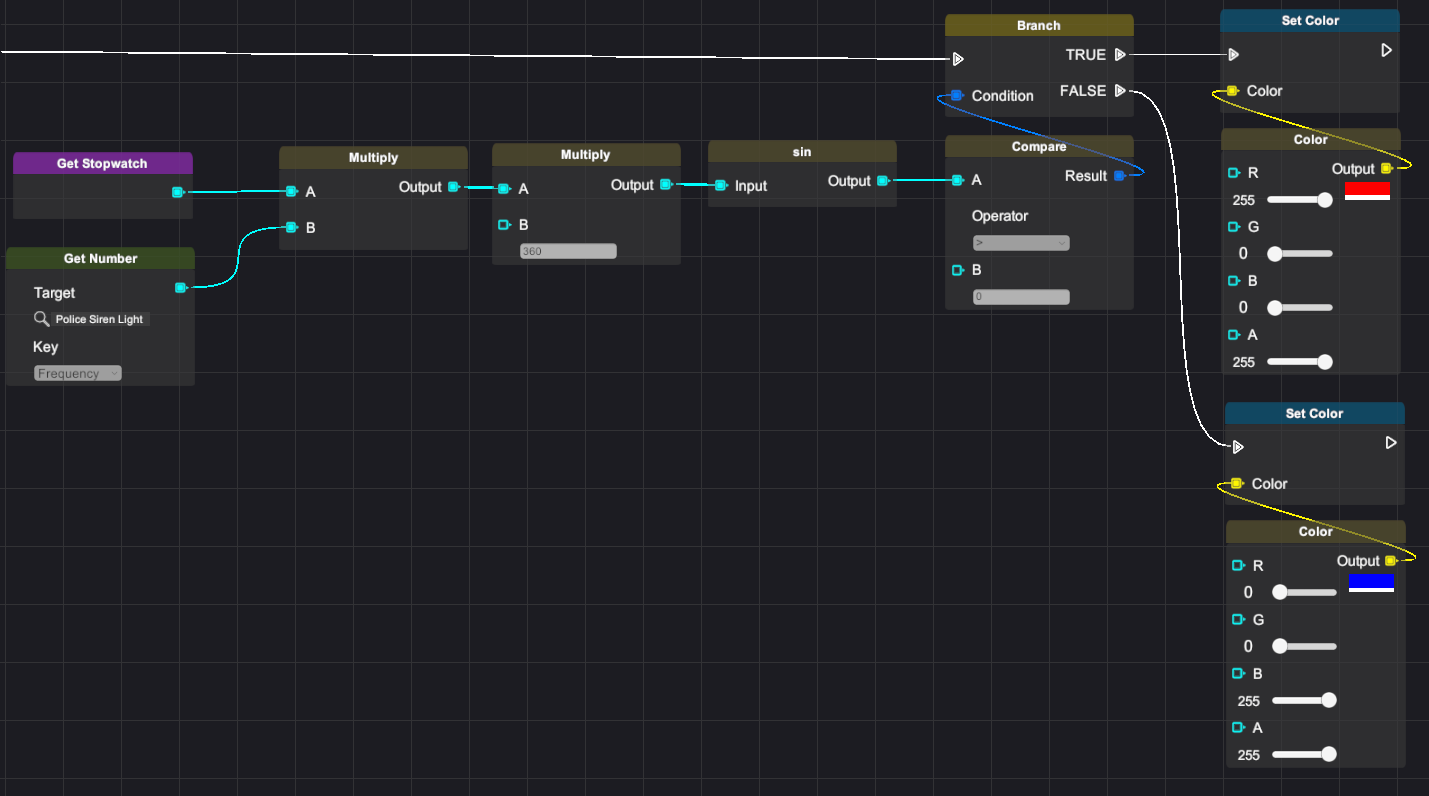 Get Stopwatch
Get Number
Target
Police Siren Light
Key
Frequency
Multiply
A
Output
B
Multiply
A
Output
B
360
sin
Input
Output
Branch
TRUE
Condition
FALSE
Compare
A
Result
Operator
>
B
0
Set Color
Color
Color
R
Output
255
G
0
B
0
A
255
Set Color
Color
Color
R
Output
0
G
0
B
255
A
255